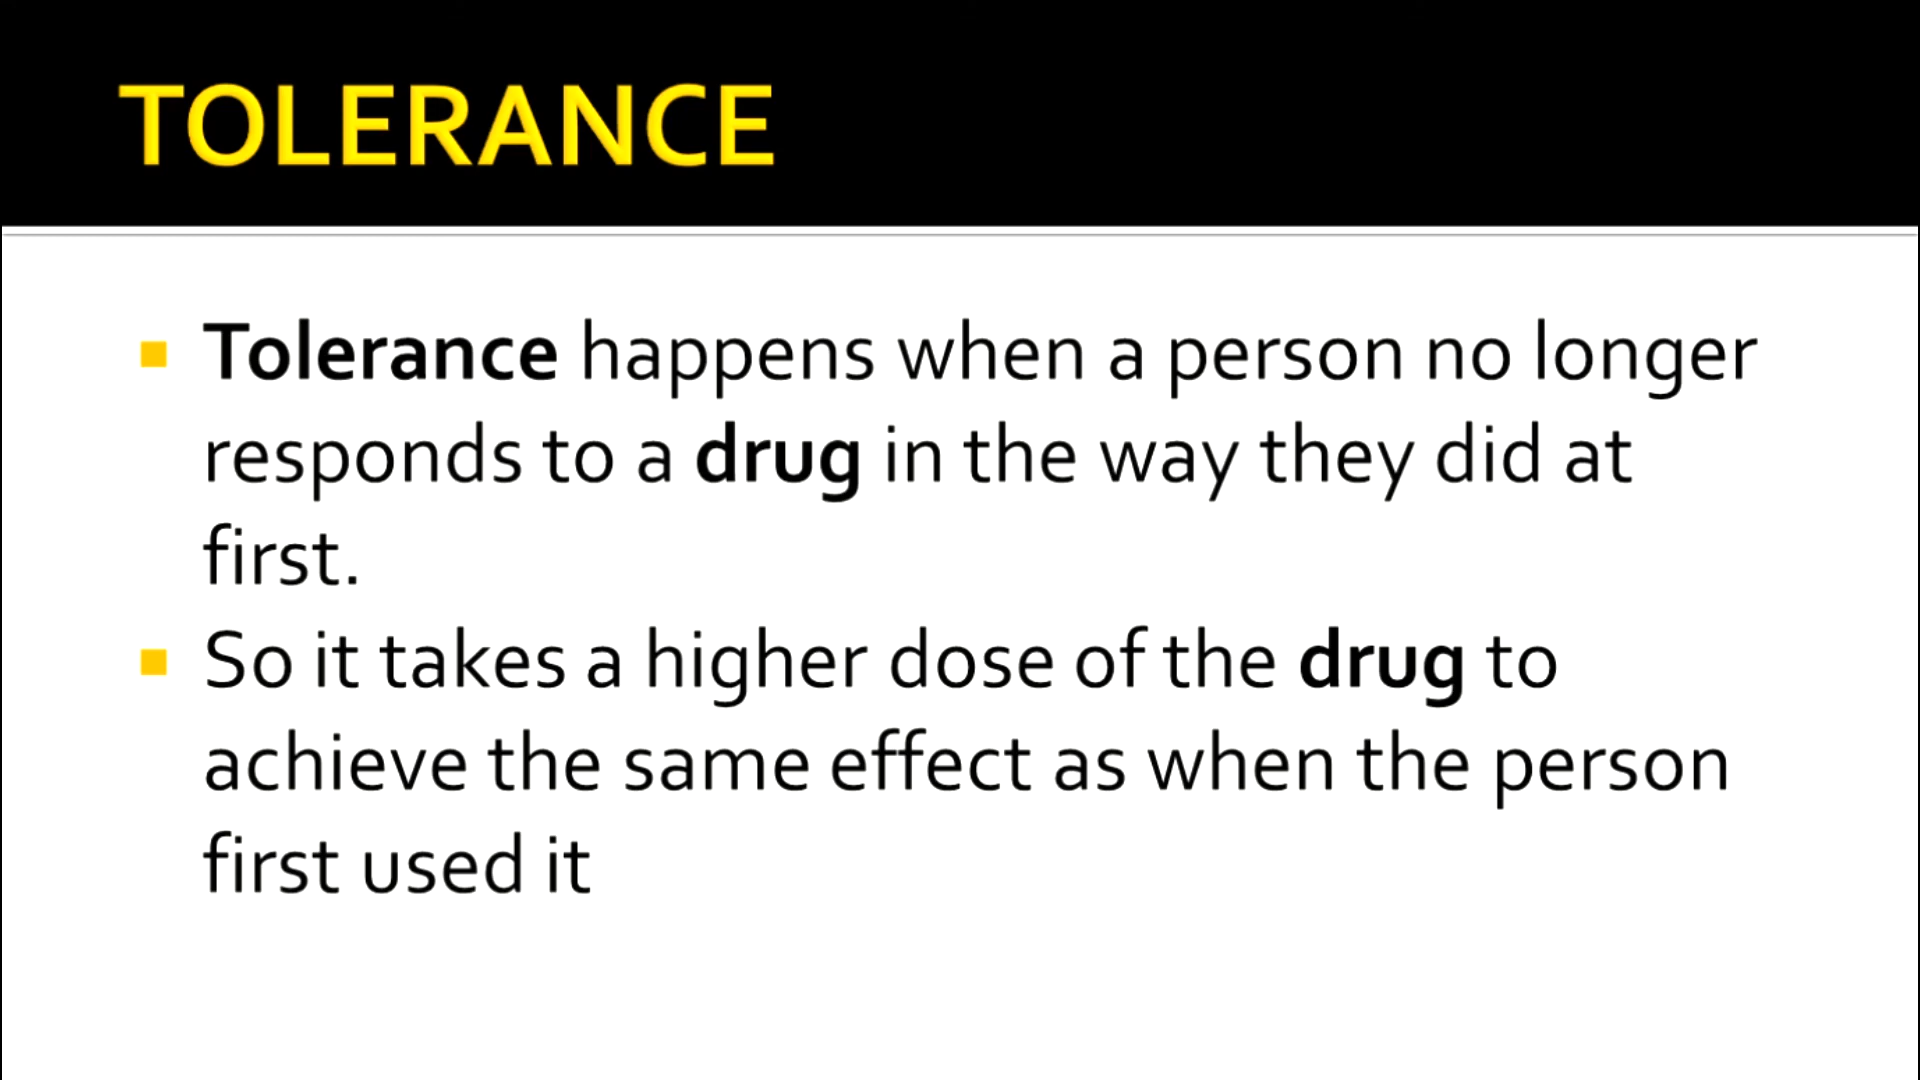 TOLERANCE
Tolerance happens when a person no longer
responds to a drug in the way they did at
first.
So it takes a higher dose of the drug to
achieve the same effect as when the person
first used it